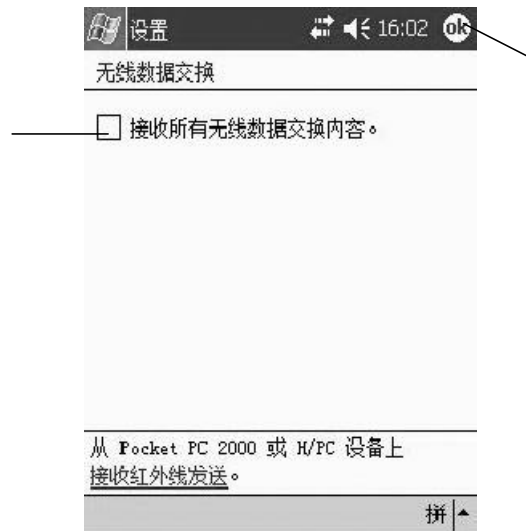 设置 16:02 ok
无线数据交换
接收所有无线数据交换内容。
从 Pocket PC 2000 或 H/PC 设备上
接收红外线发送。
拼